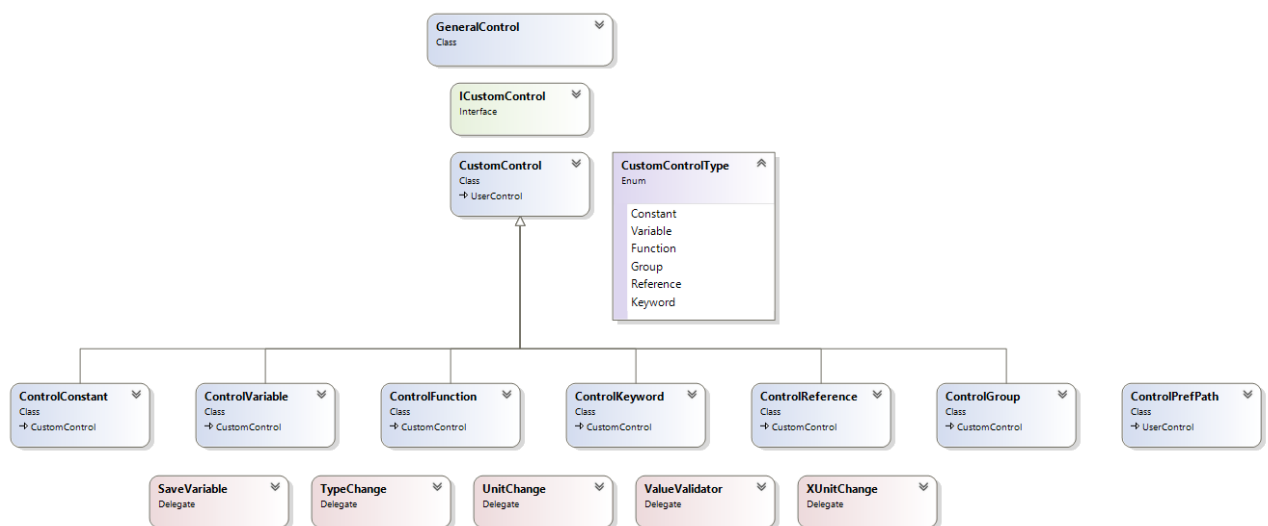 GeneralControl
Class
ICustomControl
Interface
CustomControl
Class
UserControl
CustomControlType
Enum
Constant
Variable
Function
Group
Reference
Keyword
ControlConstant
Class
CustomControl
ControlVariable
Class
CustomControl
ControlFunction
Class
CustomControl
ControlKeyword
Class
CustomControl
ControlReference
Class
CustomControl
ControlGroup
Class
CustomControl
ControlPrefPath
Class
UserControl
SaveVariable
Delegate
TypeChange
Delegate
UnitChange
Delegate
ValueValidator
Delegate
XUnitChange
Delegate